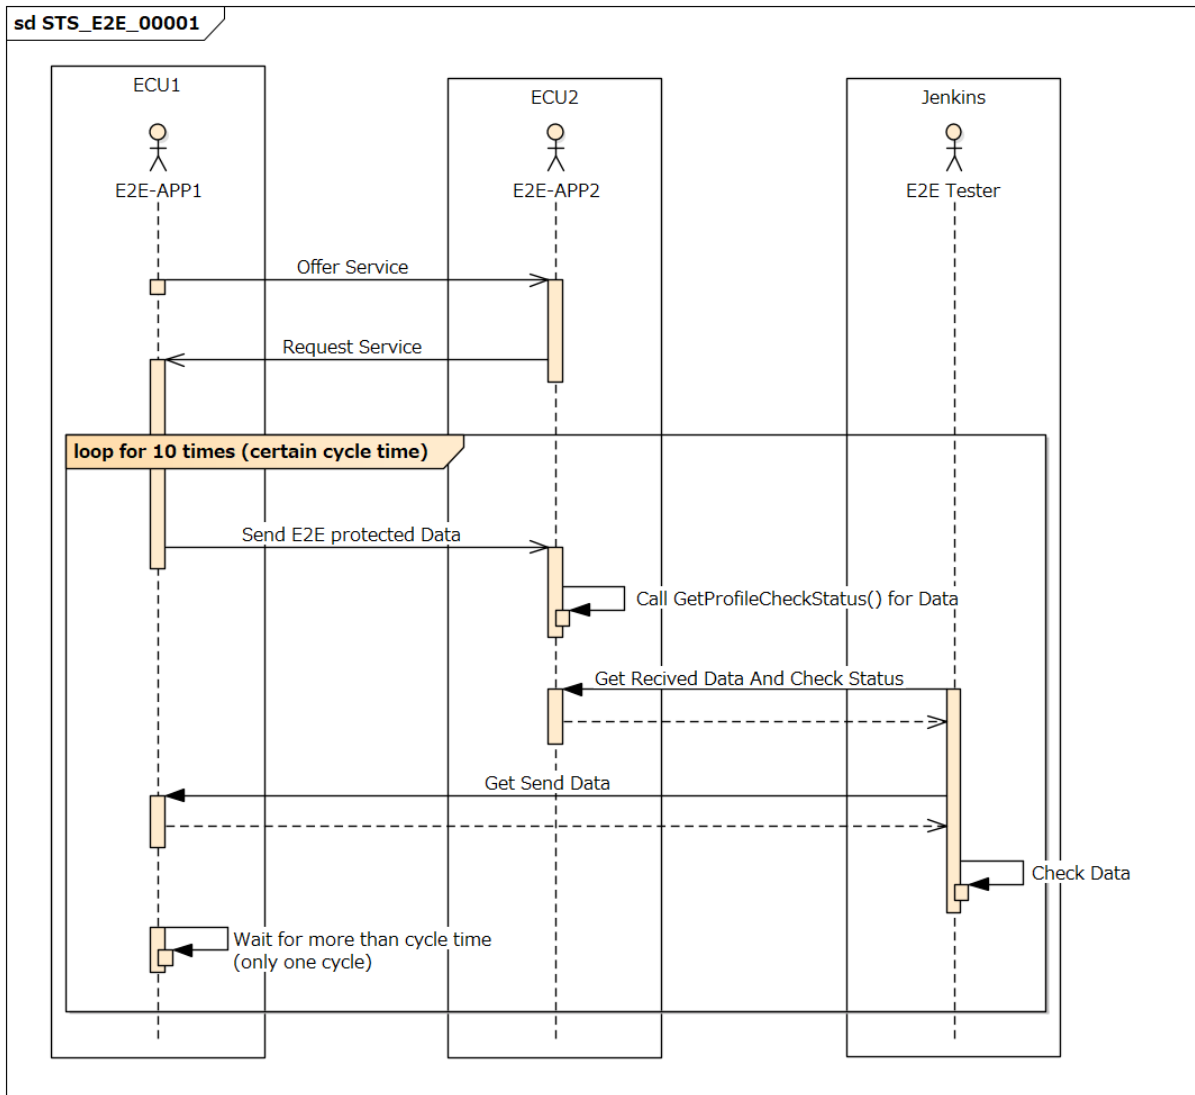 sd STS_E2E_00001
ECU1
ECU2
Jenkins
E2E-APP1
E2E-APP2
E2E Tester
Offer Service
Request Service
loop for 10 times (certain cycle time)
Send E2E protected Data
Call GetProfileCheckStatus() for Data
Get Recived Data And Check Status
Get Send Data
Check Data
Wait for more than cycle time
(only one cycle)